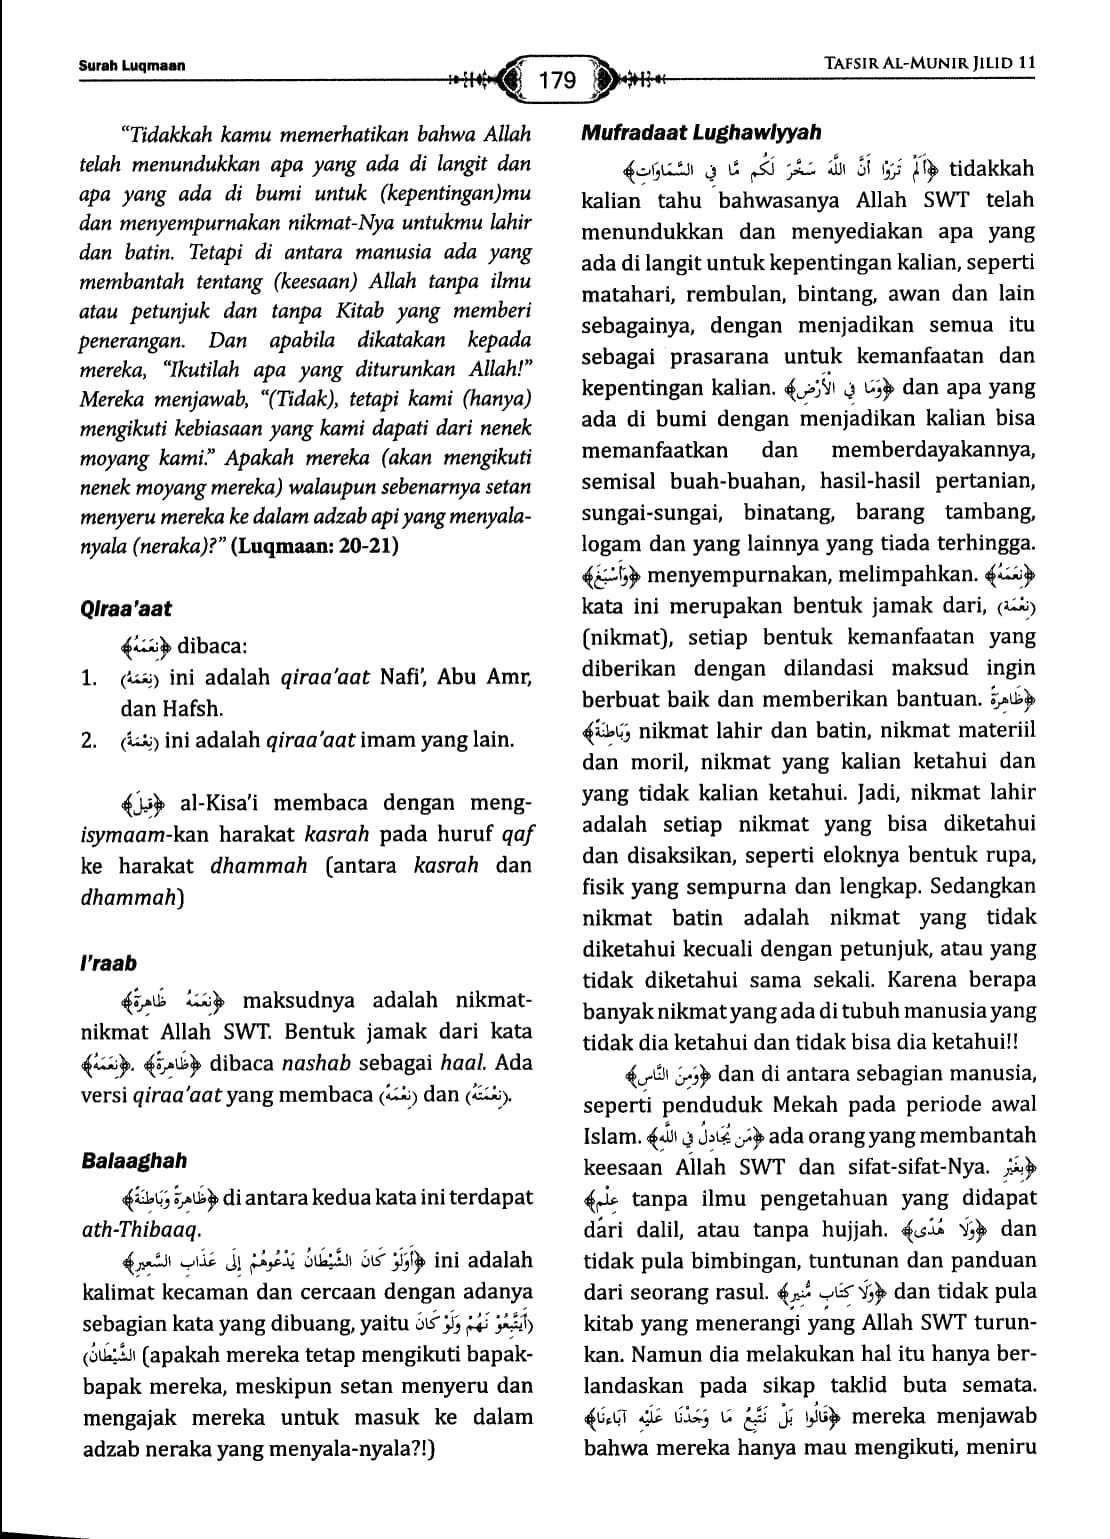 Surah Luqmaan
179
TAFSIR AL-MUNIR JILID 11
“Tidakkah kamu memerhatikan bahwa Allah
telah menundukkan apa yang ada di langit dan
apa yang ada di bumi untuk (kepentingan)mu
dan menyempurnakan nikmat-Nya untukmu lahir
dan batin. Tetapi di antara manusia ada yang
membantah tentang (keesaan) Allah tanpa ilmu
atau petunjuk dan tanpa Kitab yang memberi
penerangan. Dan apabila dikatakan kepada
mereka, “Ikutilah apa yang diturunkan Allah!”
Mereka menjawab, “(Tidak), tetapi kami (hanya)
mengikuti kebiasaan yang kami dapati dari nenek
moyang kami.” Apakah mereka (akan mengikuti
nenek moyang mereka) walaupun sebenarnya setan
menyeru mereka ke dalam adzab api yang menyala-
nyala (neraka)?” (Luqmaan: 20-21)
Qiraa’aat
﴿نِعَمَهُ﴾ dibaca:
1. (نِعَمَهُ) ini adalah qiraa’aat Nafi’, Abu Amr,
dan Hafsh.
2. (نِعْمَةً) ini adalah qiraa’aat imam yang lain.
﴿قِيلَ﴾ al-Kisa’i membaca dengan meng-
isymaam-kan harakat kasrah pada huruf qaf
ke harakat dhammah (antara kasrah dan
dhammah)
I’raab
﴿نِعَمَهُ ظَاهِرَةً﴾ maksudnya adalah nikmat-
nikmat Allah SWT. Bentuk jamak dari kata
﴿نِعَمَهُ﴾. ﴿ظَاهِرَةً﴾ dibaca nashab sebagai haal. Ada
versi qiraa’aat yang membaca (نِعْمَةً) dan (نِعْمَتَهُ).
Balaaghah
﴿ظَاهِرَةً وَبَاطِنَةً﴾ di antara kedua kata ini terdapat
ath-Thibaaq.
﴿أَوَلَوْ كَانَ الشَّيْطَانُ يَدْعُوهُمْ إِلَى عَذَابِ السَّعِيرِ﴾ ini adalah
kalimat kecaman dan cercaan dengan adanya
sebagian kata yang dibuang, yaitu (أَيَتَّبِعُوْنَهُمْ وَلَوْ كَانَ
الشَّيْطَانُ) (apakah mereka tetap mengikuti bapak-
bapak mereka, meskipun setan menyeru dan
mengajak mereka untuk masuk ke dalam
adzab neraka yang menyala-nyala?!)
Mufradaat Lughawiyyah
﴿أَلَمْ تَرَوْا أَنَّ اللَّهَ سَخَّرَ لَكُم مَّا فِي السَّمَاوَاتِ﴾ tidakkah
kalian tahu bahwasanya Allah SWT telah
menundukkan dan menyediakan apa yang
ada di langit untuk kepentingan kalian, seperti
matahari, rembulan, bintang, awan dan lain
sebagainya, dengan menjadikan semua itu
sebagai prasarana untuk kemanfaatan dan
kepentingan kalian. ﴿وَمَا فِي الْأَرْضِ﴾ dan apa yang
ada di bumi dengan menjadikan kalian bisa
memanfaatkan dan memberdayakannya,
semisal buah-buahan, hasil-hasil pertanian,
sungai-sungai, binatang, barang tambang,
logam dan yang lainnya yang tiada terhingga.
﴿وَأَسْبَغَ﴾ menyempurnakan, melimpahkan. ﴿نِعَمَهُ﴾
kata ini merupakan bentuk jamak dari, (نِعْمَة)
(nikmat), setiap bentuk kemanfaatan yang
diberikan dengan dilandasi maksud ingin
berbuat baik dan memberikan bantuan. ﴿ظَاهِرَةً
وَبَاطِنَةً﴾ nikmat lahir dan batin, nikmat materiil
dan moril, nikmat yang kalian ketahui dan
yang tidak kalian ketahui. Jadi, nikmat lahir
adalah setiap nikmat yang bisa diketahui
dan disaksikan, seperti eloknya bentuk rupa,
fisik yang sempurna dan lengkap. Sedangkan
nikmat batin adalah nikmat yang tidak
diketahui kecuali dengan petunjuk, atau yang
tidak diketahui sama sekali. Karena berapa
banyak nikmat yang ada di tubuh manusia yang
tidak dia ketahui dan tidak bisa dia ketahui!!
﴿وَمِنَ النَّاسِ﴾ dan di antara sebagian manusia,
seperti penduduk Mekah pada periode awal
Islam. ﴿مَن يُجَادِلُ فِي اللَّهِ﴾ ada orang yang membantah
keesaan Allah SWT dan sifat-sifat-Nya. ﴿بِغَيْرِ
عِلْمٍ﴾ tanpa ilmu pengetahuan yang didapat
dari dalil, atau tanpa hujjah. ﴿وَلَا هُدًى﴾ dan
tidak pula bimbingan, tuntunan dan panduan
dari seorang rasul. ﴿وَلَا كِتَابٍ مُّنِيرٍ﴾ dan tidak pula
kitab yang menerangi yang Allah SWT turun-
kan. Namun dia melakukan hal itu hanya ber-
landaskan pada sikap taklid buta semata.
﴿قَالُوا بَلْ نَتَّبِعُ مَا وَجَدْنَا عَلَيْهِ آبَاءَنَا﴾ mereka menjawab
bahwa mereka hanya mau mengikuti, meniru